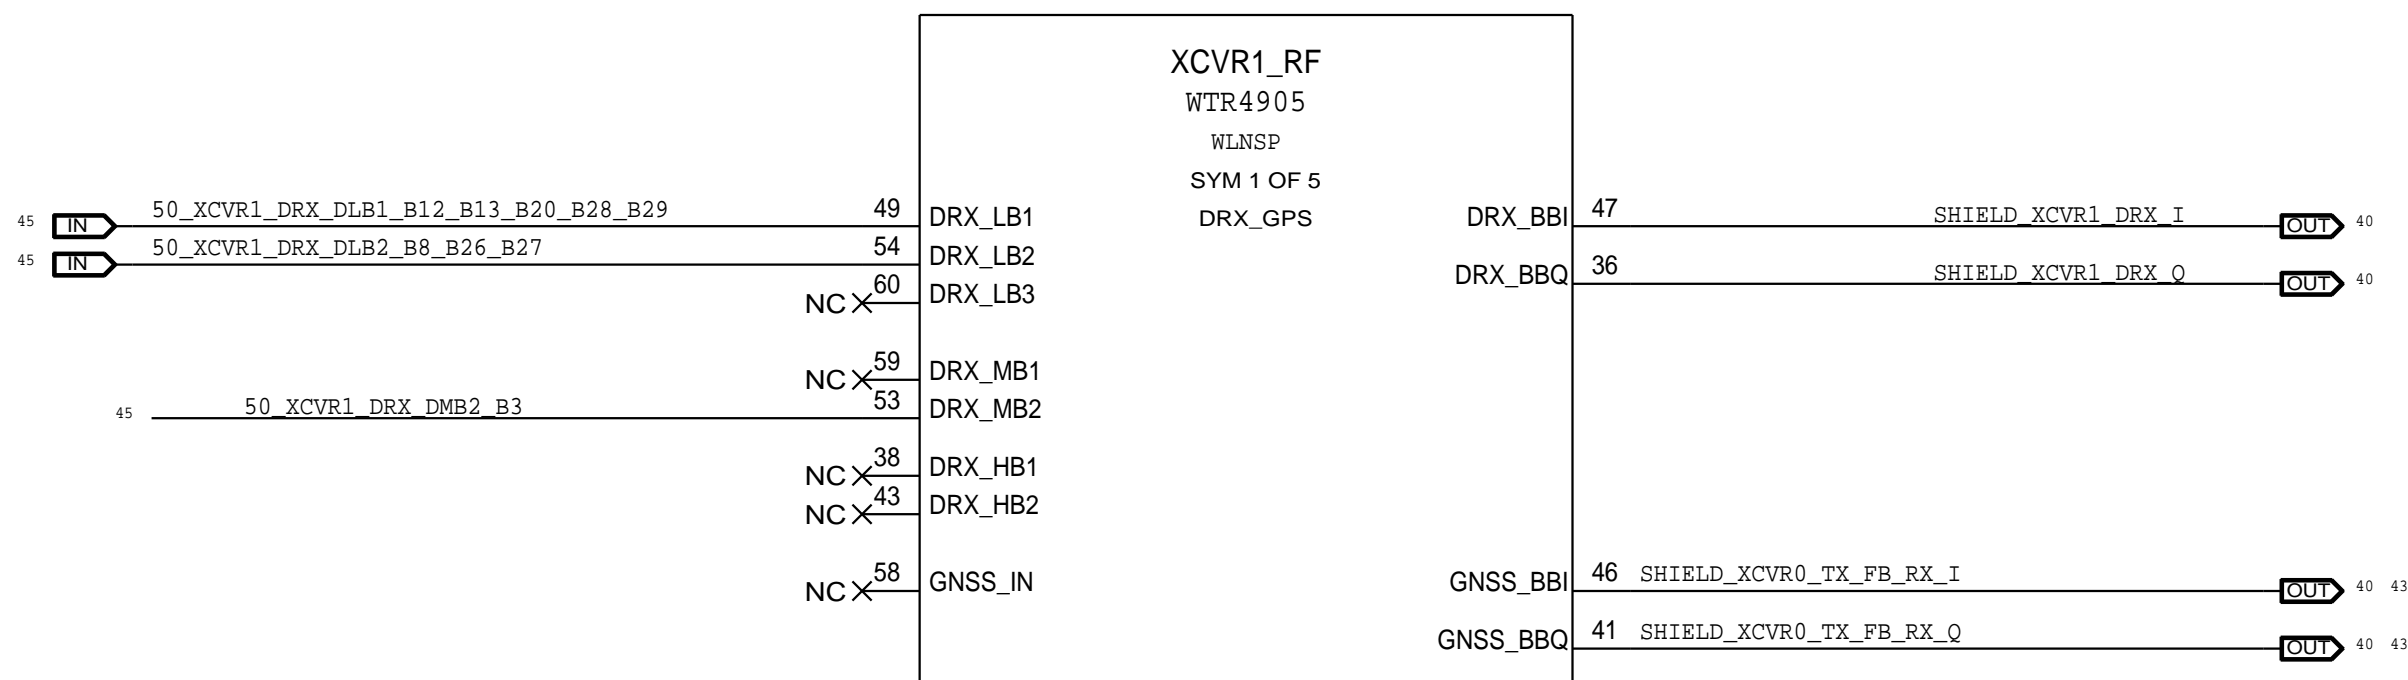 XCVR1_RF
WTR4905
WLNSP
SYM 1 OF 5
DRX_GPS
45 IN 50_XCVR1_DRX_DLB1_B12_B13_B20_B28_B29 49 DRX_LB1
45 IN 50_XCVR1_DRX_DLB2_B8_B26_B27 54 DRX_LB2
NC 60 DRX_LB3
NC 59 DRX_MB1
45 50_XCVR1_DRX_DMB2_B3 53 DRX_MB2
NC 38 DRX_HB1
NC 43 DRX_HB2
NC 58 GNSS_IN
DRX_BBI 47 SHIELD_XCVR1_DRX_I OUT 40
DRX_BBQ 36 SHIELD_XCVR1_DRX_Q OUT 40
GNSS_BBI 46 SHIELD_XCVR0_TX_FB_RX_I OUT 40 43
GNSS_BBQ 41 SHIELD_XCVR0_TX_FB_RX_Q OUT 40 43